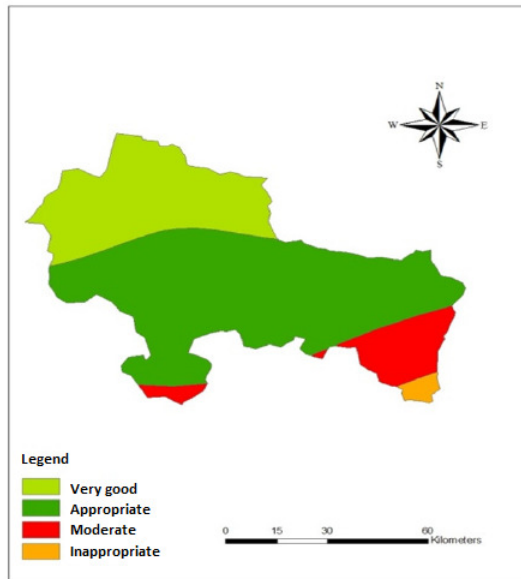 N
W E
S
Legend
Very good
Appropriate
Moderate
Inappropriate
0 15 30 60
Kilometers